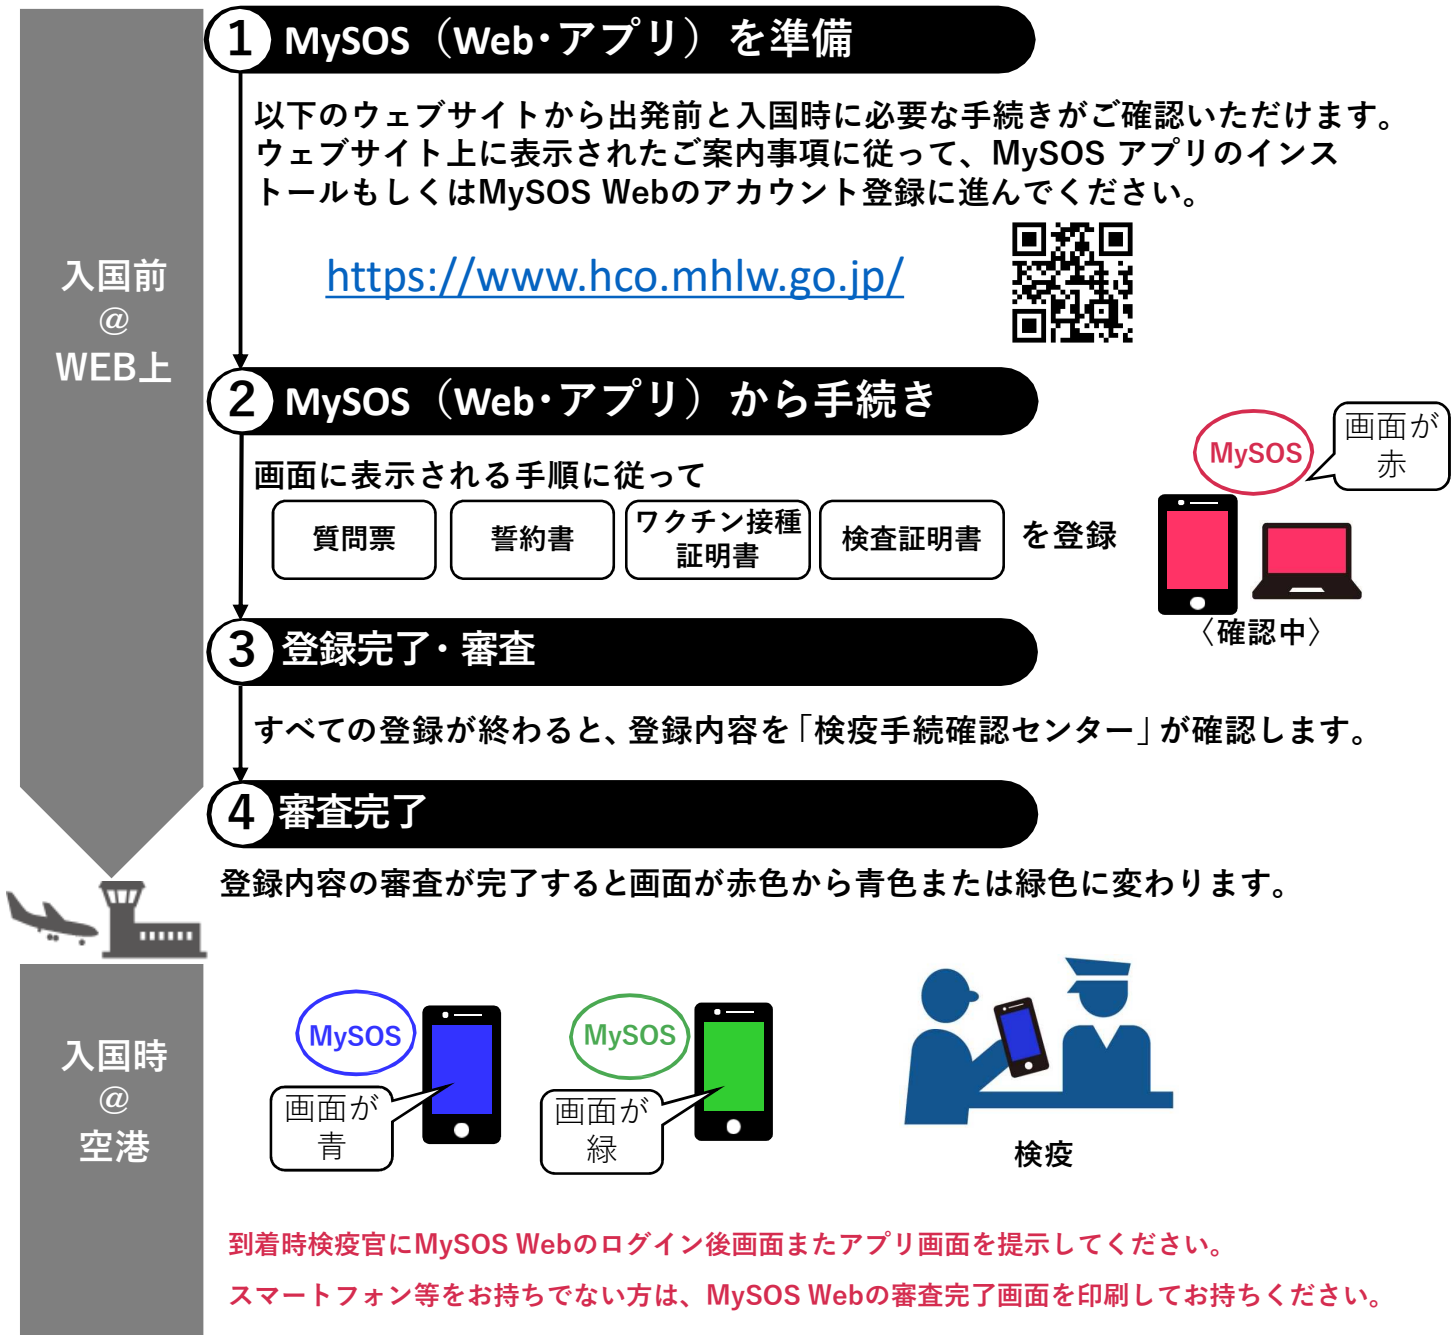 入国前
@
WEB上
1 MySOS（Web･アプリ）を準備
以下のウェブサイトから出発前と入国時に必要な手続きがご確認いただけます。
ウェブサイト上に表示されたご案内事項に従って、MySOS アプリのインス
トールもしくはMySOS Webのアカウント登録に進んでください。
https://www.hco.mhlw.go.jp/
2 MySOS（Web･アプリ）から手続き
画面に表示される手順に従って
質問票
誓約書
ワクチン接種
証明書
検査証明書
を登録
MySOS
画面が
赤
〈確認中〉
3 登録完了・審査
すべての登録が終わると、登録内容を「検疫手続確認センター」が確認します。
4 審査完了
登録内容の審査が完了すると画面が赤色から青色または緑色に変わります。
入国時
@
空港
MySOS
画面が
青
MySOS
画面が
緑
検疫
到着時検疫官にMySOS Webのログイン後画面またアプリ画面を提示してください。
スマートフォン等をお持ちでない方は、MySOS Webの審査完了画面を印刷してお持ちください。